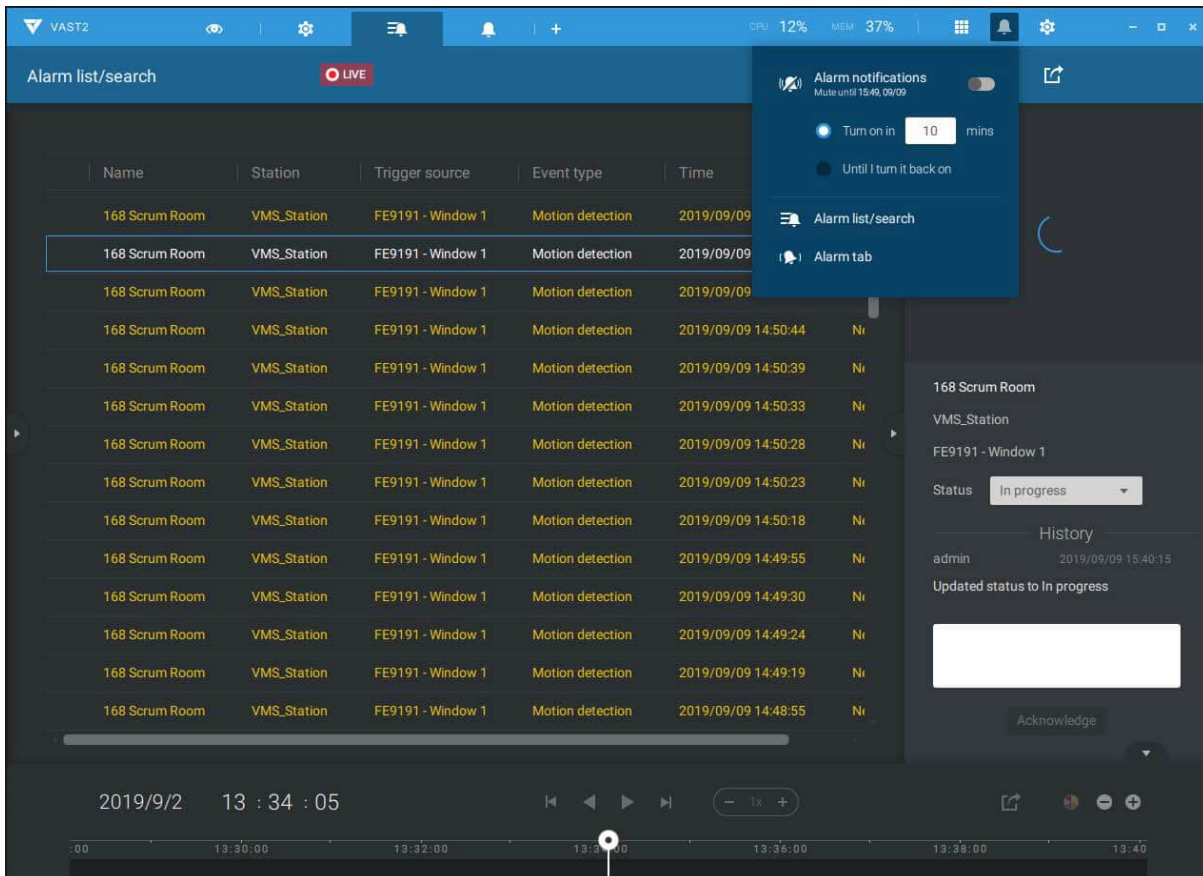 VAST2
CPU 12% MEM 37%
Alarm list/search
LIVE
Alarm notifications
Mute until 15:49, 09/09
Turn on in 10 mins
Until I turn it back on
Alarm list/search
Alarm tab
Name Station Trigger source Event type Time
168 Scrum Room VMS_Station FE9191 - Window 1 Motion detection 2019/09/09
168 Scrum Room VMS_Station FE9191 - Window 1 Motion detection 2019/09/09
168 Scrum Room VMS_Station FE9191 - Window 1 Motion detection 2019/09/09
168 Scrum Room VMS_Station FE9191 - Window 1 Motion detection 2019/09/09 14:50:44
168 Scrum Room VMS_Station FE9191 - Window 1 Motion detection 2019/09/09 14:50:39
168 Scrum Room VMS_Station FE9191 - Window 1 Motion detection 2019/09/09 14:50:33
168 Scrum Room VMS_Station FE9191 - Window 1 Motion detection 2019/09/09 14:50:28
168 Scrum Room VMS_Station FE9191 - Window 1 Motion detection 2019/09/09 14:50:23
168 Scrum Room VMS_Station FE9191 - Window 1 Motion detection 2019/09/09 14:50:18
168 Scrum Room VMS_Station FE9191 - Window 1 Motion detection 2019/09/09 14:49:55
168 Scrum Room VMS_Station FE9191 - Window 1 Motion detection 2019/09/09 14:49:30
168 Scrum Room VMS_Station FE9191 - Window 1 Motion detection 2019/09/09 14:49:24
168 Scrum Room VMS_Station FE9191 - Window 1 Motion detection 2019/09/09 14:49:19
168 Scrum Room VMS_Station FE9191 - Window 1 Motion detection 2019/09/09 14:48:55
168 Scrum Room
VMS_Station
FE9191 - Window 1
Status In progress
History
admin 2019/09/09 15:40:15
Updated status to In progress
Acknowledge
2019/9/2 13 : 34 : 05
1x
:00 13:30:00 13:32:00 13:36:00 13:38:00 13:40